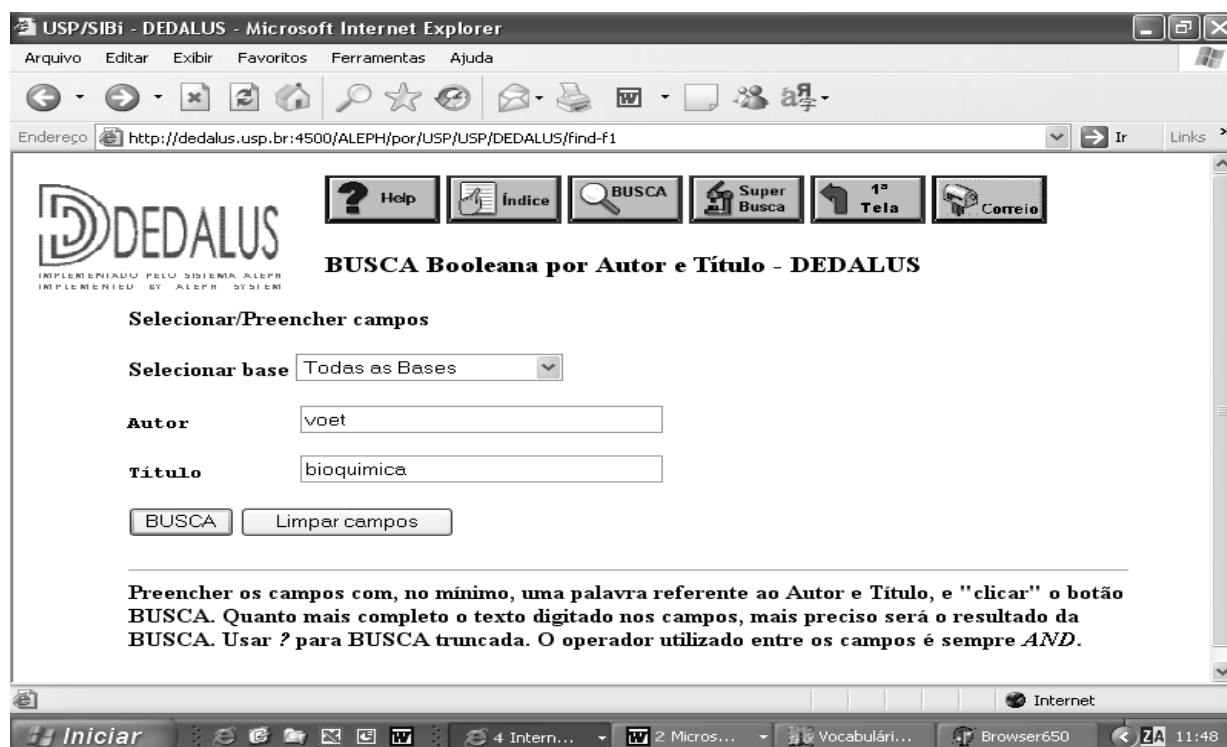 USP/SIBi - DEDALUS - Microsoft Internet Explorer
Arquivo Editar Exibir Favoritos Ferramentas Ajuda
Endereço http://dedalus.usp.br:4500/ALEPH/por/USP/USP/DEDALUS/find-f1 Ir Links
Help Índice BUSCA Super Busca 1ª Tela Correio
DEDALUS
IMPLEMENTADO PELO SISTEMA ALEPH
IMPLEMENTED BY ALEPH SYSTEM
BUSCA Booleana por Autor e Título - DEDALUS
Selecionar/Preencher campos
Selecionar base Todas as Bases
Autor voet
Título bioquimica
BUSCA Limpar campos
Preencher os campos com, no mínimo, uma palavra referente ao Autor e Título, e "clicar" o botão
BUSCA. Quanto mais completo o texto digitado nos campos, mais preciso será o resultado da
BUSCA. Usar ? para BUSCA truncada. O operador utilizado entre os campos é sempre AND.
Internet
Iniciar 4 Intern... 2 Micros... Vocabulári... Browser650 ZA 11:48